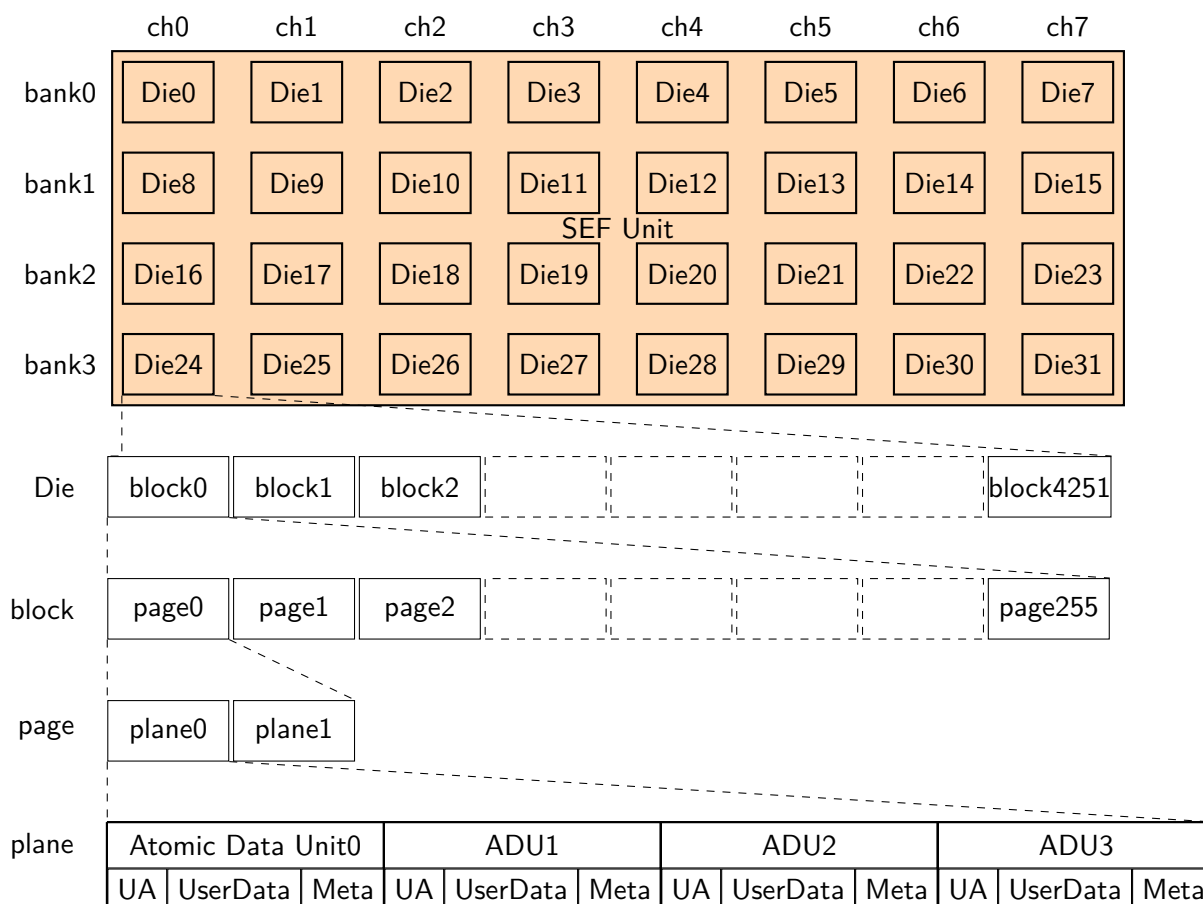 ch0 ch1 ch2 ch3 ch4 ch5 ch6 ch7
bank0 Die0 Die1 Die2 Die3 Die4 Die5 Die6 Die7
bank1 Die8 Die9 Die10 Die11 Die12 Die13 Die14 Die15
SEF Unit
bank2 Die16 Die17 Die18 Die19 Die20 Die21 Die22 Die23
bank3 Die24 Die25 Die26 Die27 Die28 Die29 Die30 Die31
Die block0 block1 block2 block4251
block page0 page1 page2 page255
page plane0 plane1
plane Atomic Data Unit0 ADU1 ADU2 ADU3
UA UserData Meta UA UserData Meta UA UserData Meta UA UserData Meta